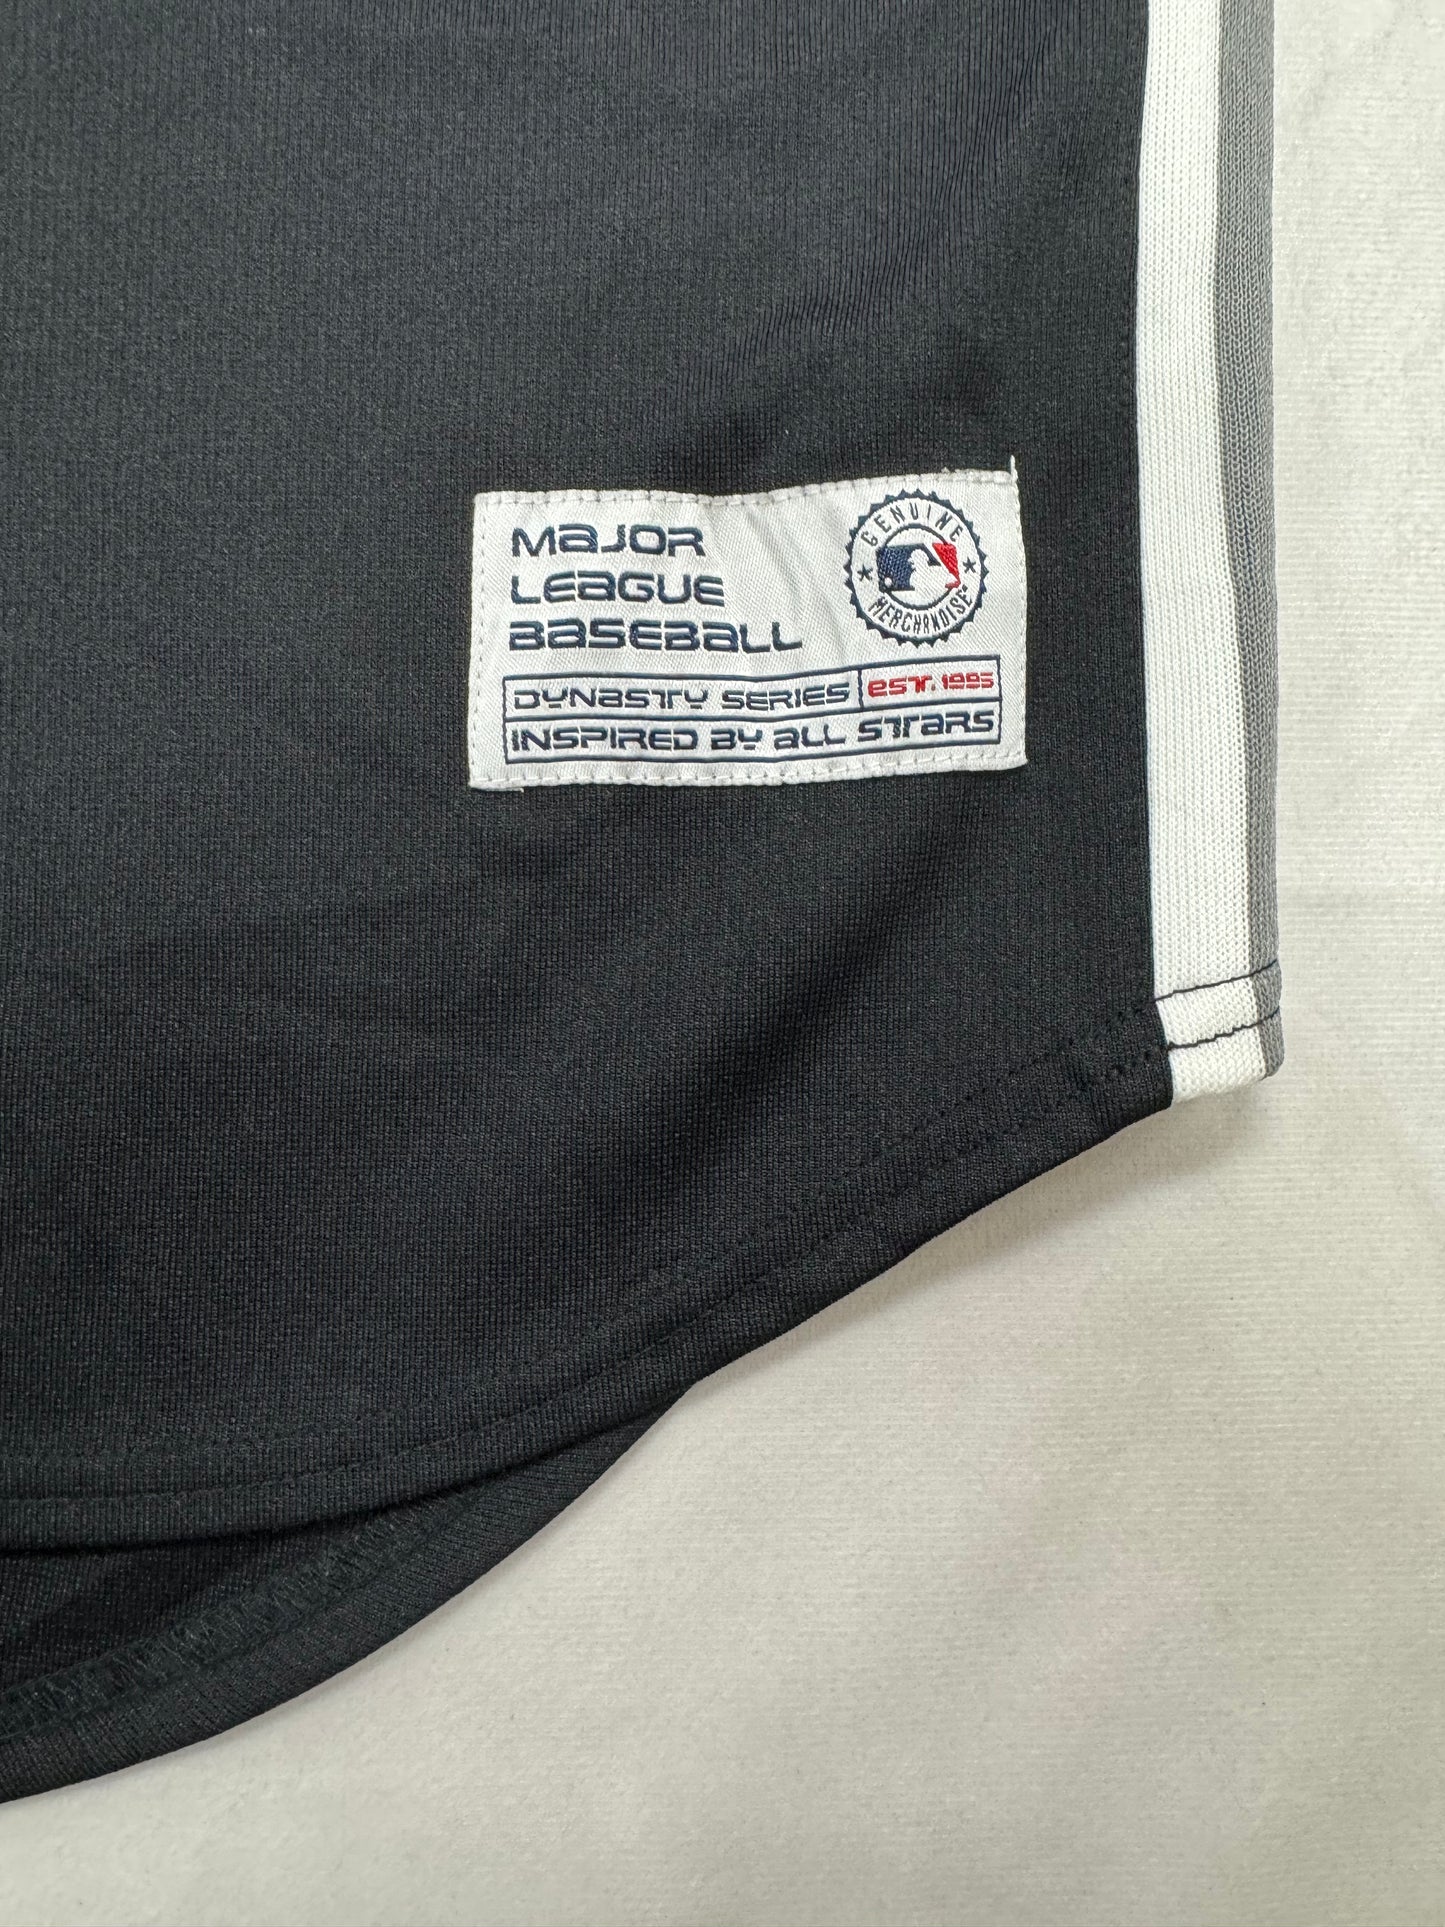 MAJOR
LEAGUE
BASEBALL
GENUINE
MERCHANDISE
DYNASTY SERIES
EST. 1995
INSPIRED BY ALL STARS